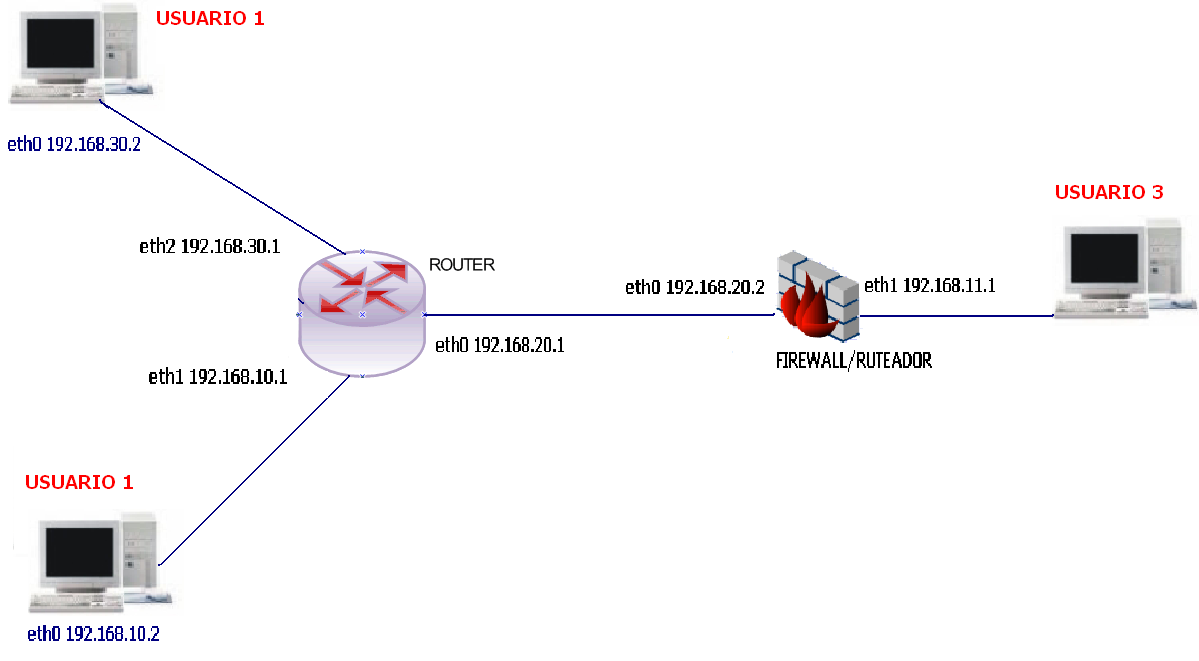 USUARIO 1
eth0 192.168.30.2
USUARIO 3
eth2 192.168.30.1
ROUTER
eth0 192.168.20.2
eth1 192.168.11.1
eth0 192.168.20.1
FIREWALL/RUTEADOR
eth1 192.168.10.1
USUARIO 1
eth0 192.168.10.2